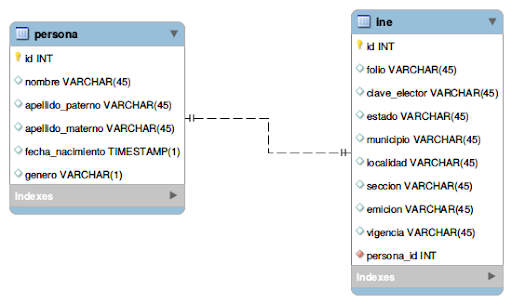 persona
id INT
nombre VARCHAR(45)
apellido_paterno VARCHAR(45)
apellido_materno VARCHAR(45)
fecha_nacimiento TIMESTAMP(1)
genero VARCHAR(1)
Indexes
Ine
id INT
folio VARCHAR(45)
clave_elector VARCHAR(45)
estado VARCHAR(45)
municipio VARCHAR(45)
localidad VARCHAR(45)
seccion VARCHAR(45)
emicion VARCHAR(45)
vigencia VARCHAR(45)
persona_id INT
Indexes